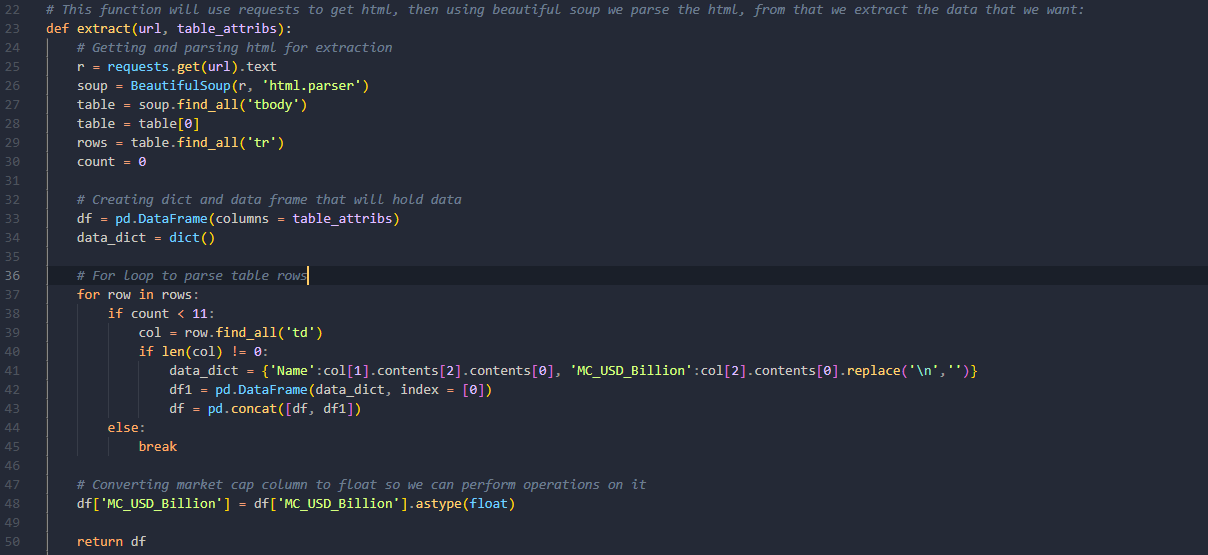 22 # This function will use requests to get html, then using beautiful soup we parse the html, from that we extract the data that we want:
23 def extract(url, table_attribs):
24     # Getting and parsing html for extraction
25     r = requests.get(url).text
26     soup = BeautifulSoup(r, 'html.parser')
27     table = soup.find_all('tbody')
28     table = table[0]
29     rows = table.find_all('tr')
30     count = 0
31
32     # Creating dict and data frame that will hold data
33     df = pd.DataFrame(columns = table_attribs)
34     data_dict = dict()
35
36     # For loop to parse table rows
37     for row in rows:
38         if count < 11:
39             col = row.find_all('td')
40             if len(col) != 0:
41                 data_dict = {'Name':col[1].contents[2].contents[0], 'MC_USD_Billion':col[2].contents[0].replace('\n','')}
42                 df1 = pd.DataFrame(data_dict, index = [0])
43                 df = pd.concat([df, df1])
44         else:
45             break
46
47     # Converting market cap column to float so we can perform operations on it
48     df['MC_USD_Billion'] = df['MC_USD_Billion'].astype(float)
49
50     return df